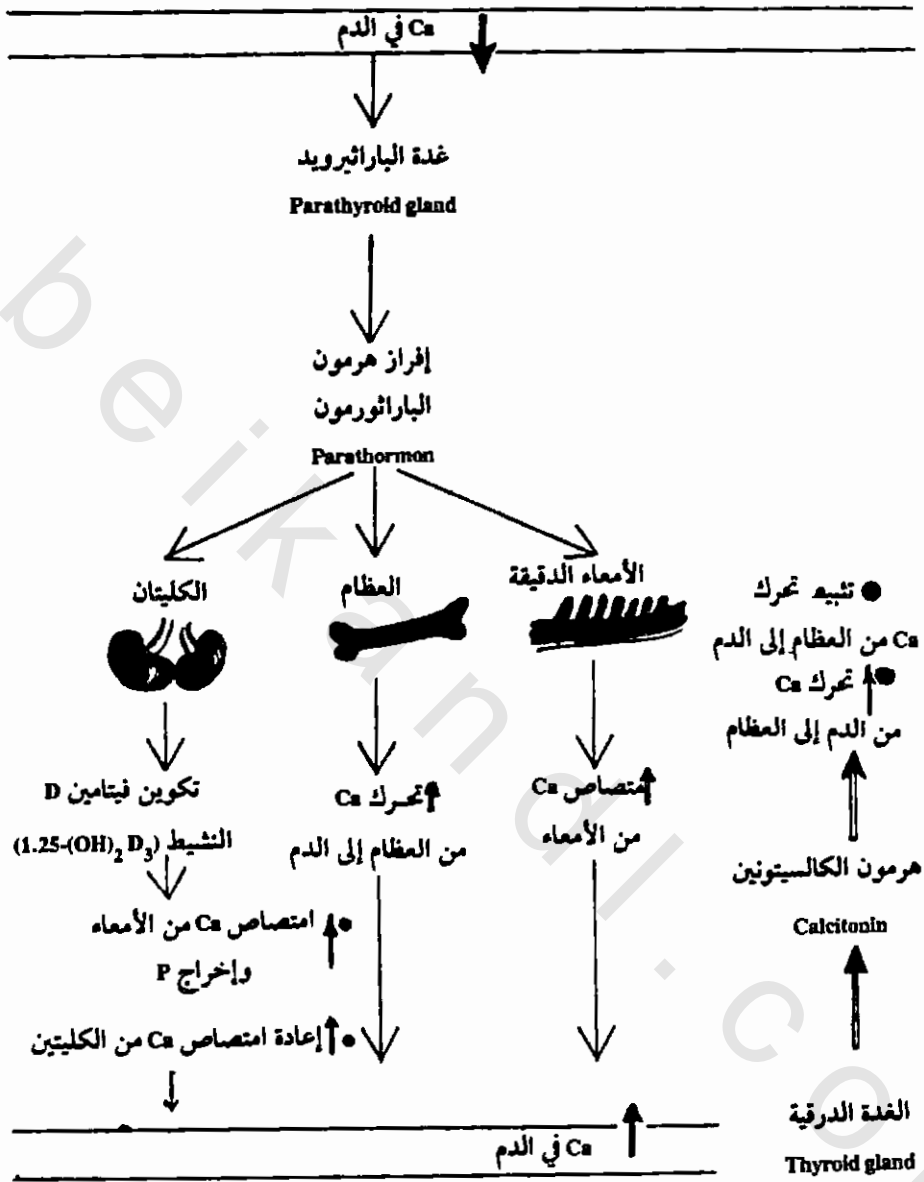 Ca في الدم
غدة الباراثيرويد
Parathyroid gland
إفراز هرمون
الباراثورمون
Parathormon
الكليتان
العظام
الأمعاء الدقيقة
تكوين فيتامين D
النشيط (1.25-(OH)₂ D₃)
امتصاص Ca من الأمعاء
وإخراج P
إعادة امتصاص Ca من الكليتين
تحرك Ca
من العظام إلى الدم
متصاص Ca
من الأمعاء
تثبيط تحرك
Ca من العظام إلى الدم
تحرك Ca
من الدم إلى العظام
هرمون الكالسيتونين
Calcitonin
الغدة الدرقية
Thyroid gland
Ca في الدم
beikandl.co